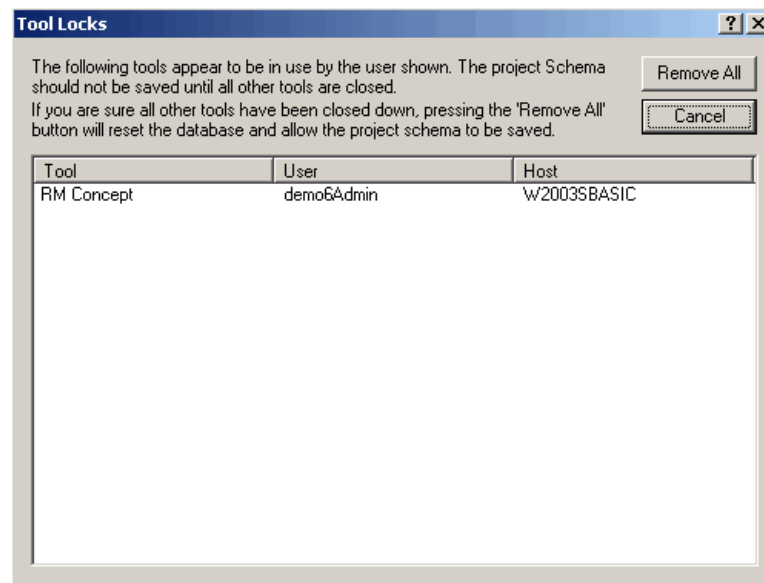 Tool Locks
The following tools appear to be in use by the user shown. The project Schema
should not be saved until all other tools are closed.
If you are sure all other tools have been closed down, pressing the 'Remove All'
button will reset the database and allow the project schema to be saved.
Remove All
Cancel
Tool User Host
RM Concept demo6Admin W2003SBASIC